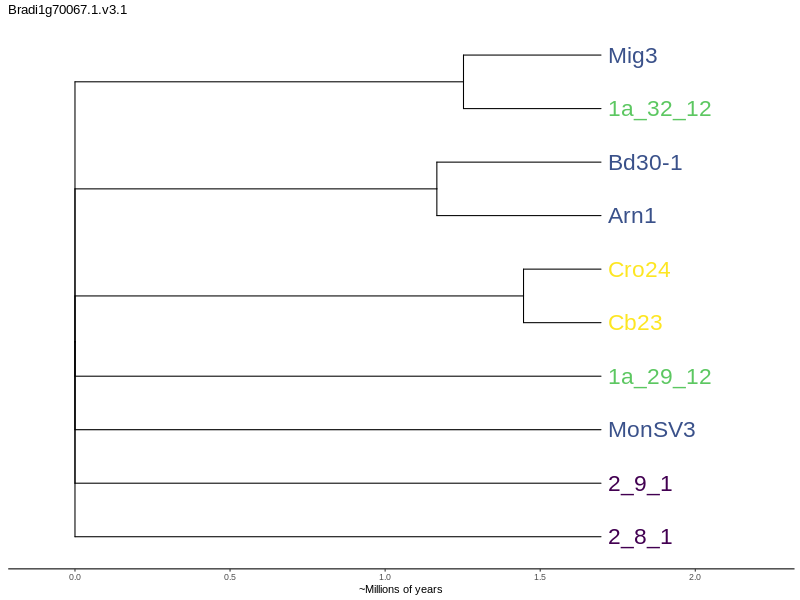 Bradi1g70067.1.v3.1
Mig3
1a_32_12
Bd30-1
Arn1
Cro24
Cb23
1a_29_12
MonSV3
2_9_1
2_8_1
0.0 0.5 1.0 1.5 2.0
~Millions of years